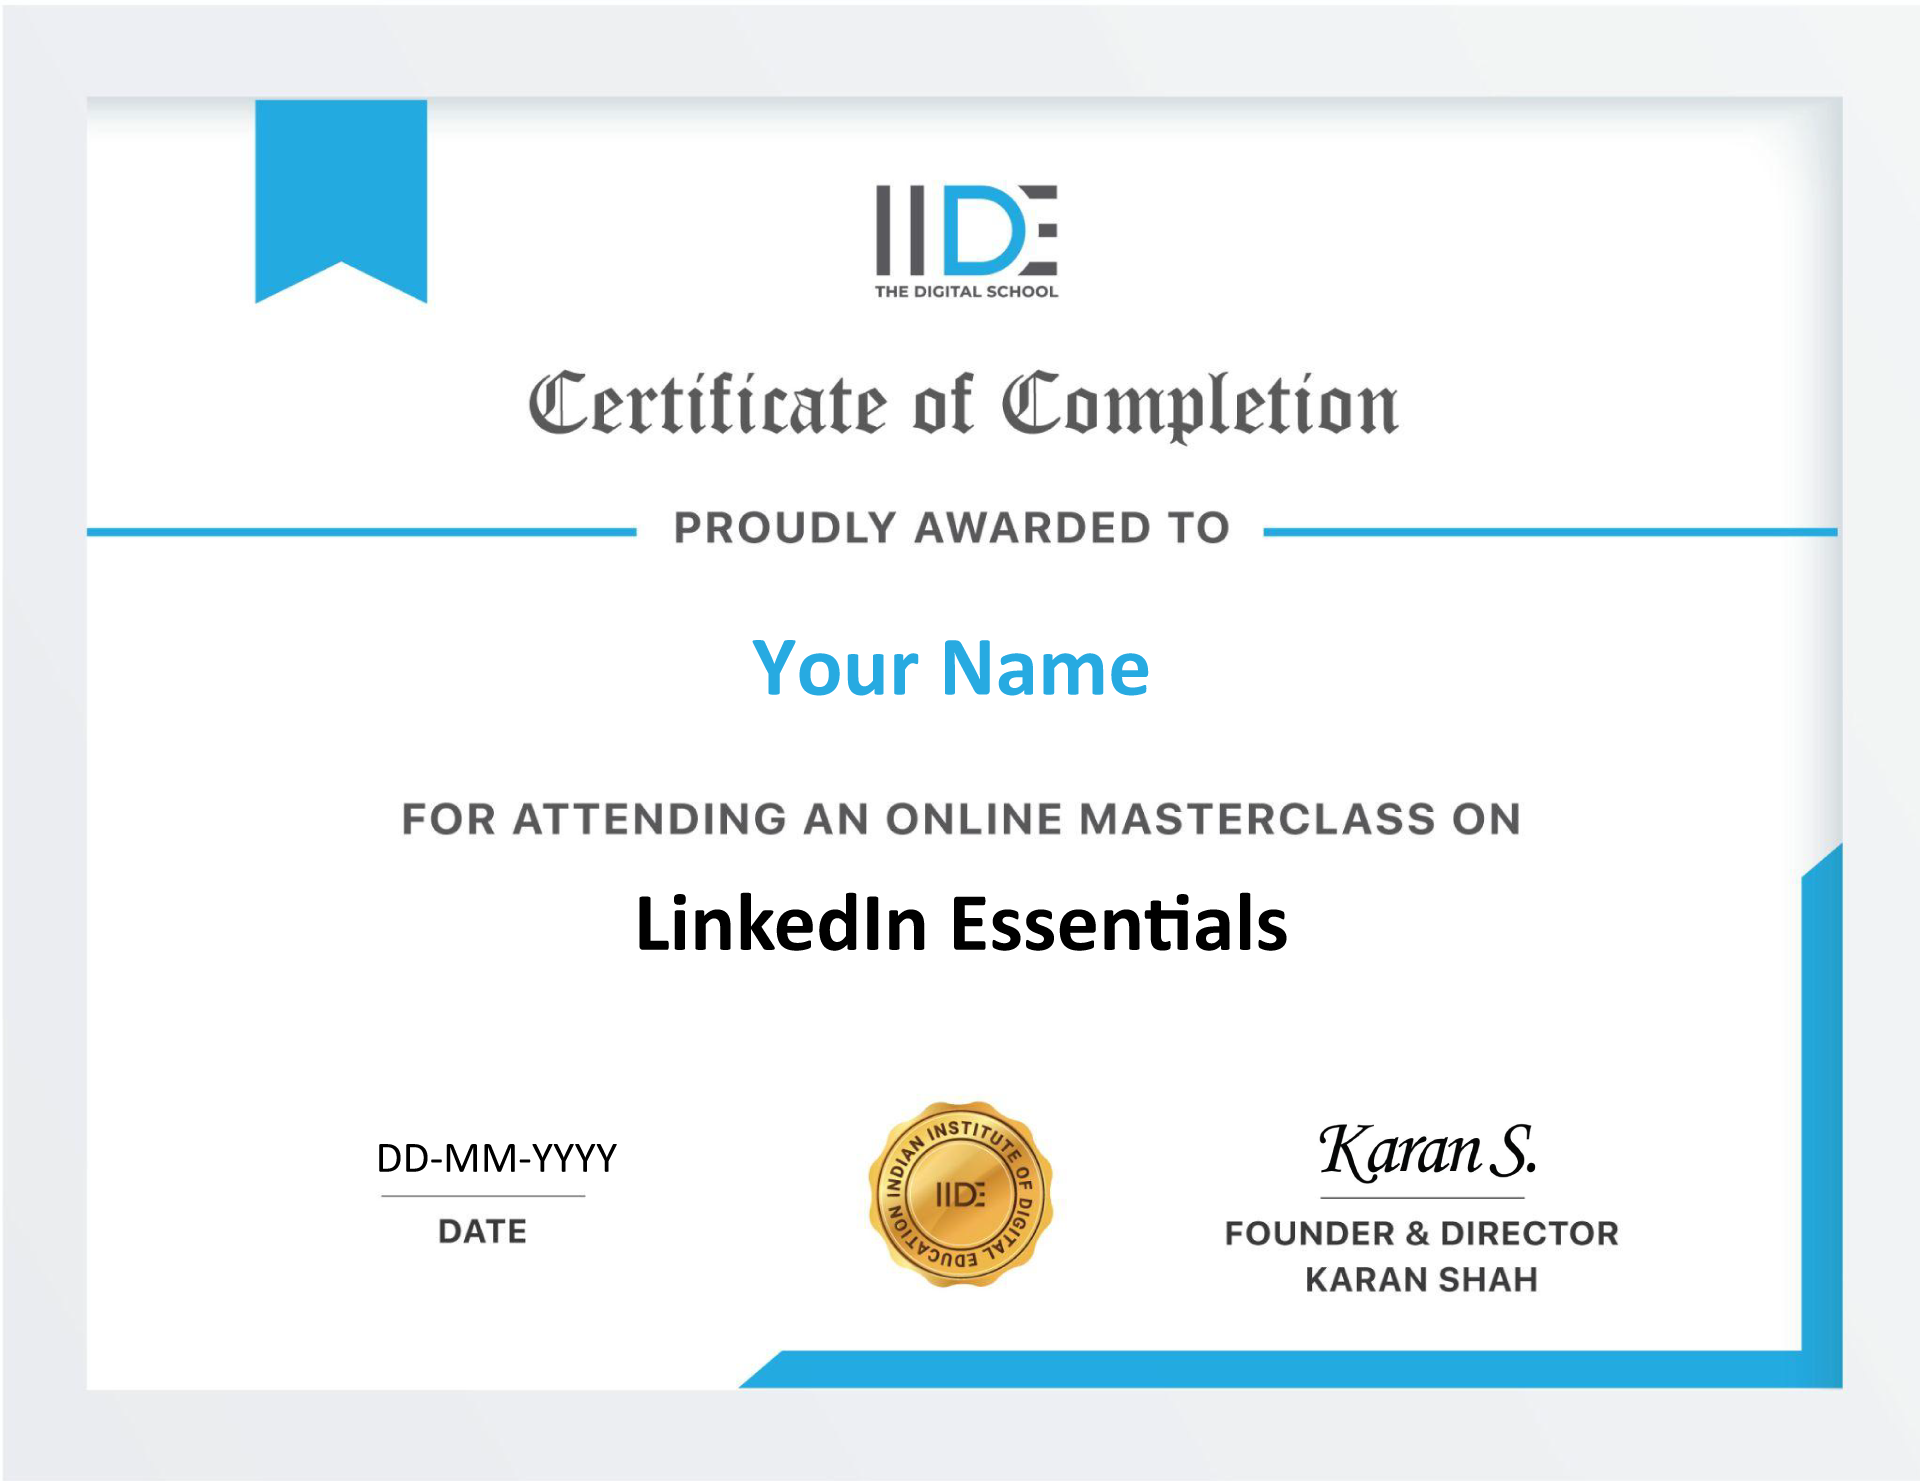 IIDE
THE DIGITAL SCHOOL
Certificate of Completion
PROUDLY AWARDED TO
Your Name
FOR ATTENDING AN ONLINE MASTERCLASS ON
LinkedIn Essentials
DD-MM-YYYY
DATE
INDIAN INSTITUTE OF DIGITAL EDUCATION
IIDE
Karan S.
FOUNDER & DIRECTOR
KARAN SHAH